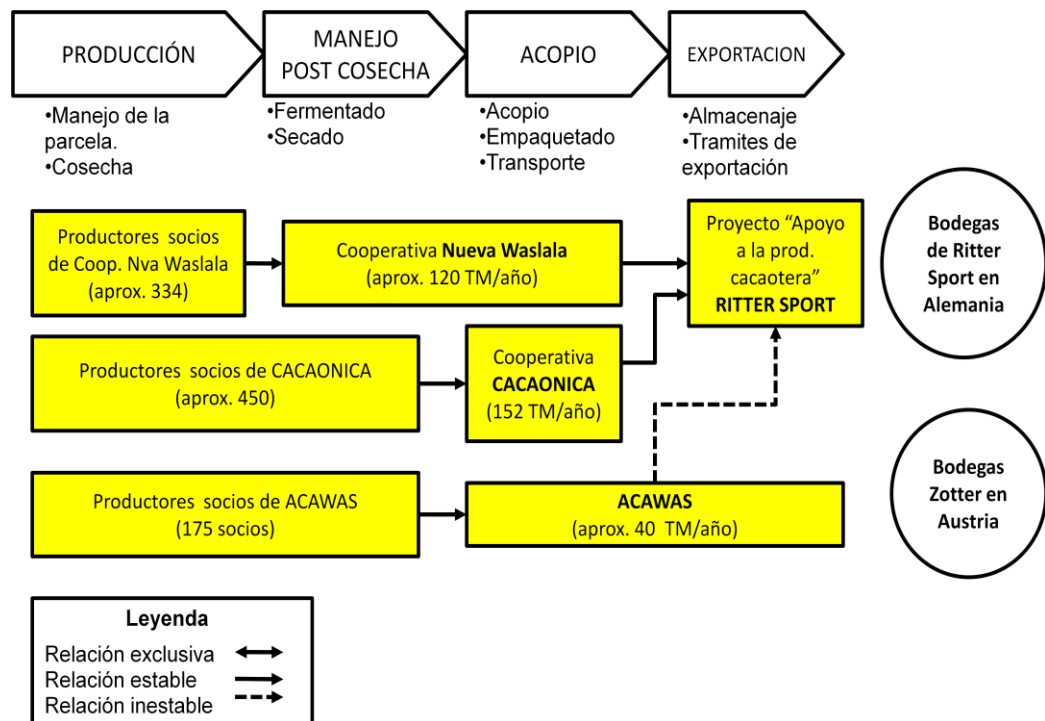 PRODUCCIÓN
MANEJO
POST COSECHA
ACOPIO
EXPORTACION
•Manejo de la
parcela.
•Cosecha
•Fermentado
•Secado
•Acopio
•Empaquetado
•Transporte
•Almacenaje
•Tramites de
exportación
Productores socios
de Coop. Nva Waslala
(aprox. 334)
Cooperativa Nueva Waslala
(aprox. 120 TM/año)
Proyecto “Apoyo
a la prod.
cacaotera”
RITTER SPORT
Bodegas
de Ritter
Sport en
Alemania
Productores socios de CACAONICA
(aprox. 450)
Cooperativa
CACAONICA
(152 TM/año)
Productores socios de ACAWAS
(175 socios)
ACAWAS
(aprox. 40 TM/año)
Bodegas
Zotter en
Austria
Leyenda
Relación exclusiva
Relación estable
Relación inestable